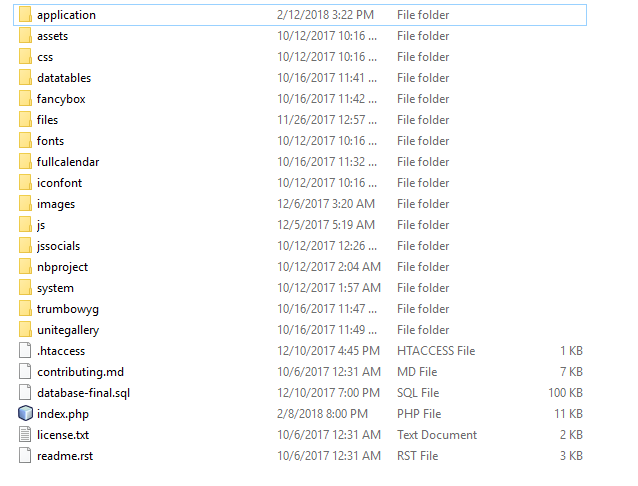 application 2/12/2018 3:22 PM File folder
assets 10/12/2017 10:16 ... File folder
css 10/12/2017 10:16 ... File folder
datatables 10/16/2017 11:41 ... File folder
fancybox 10/16/2017 11:42 ... File folder
files 11/26/2017 12:57 ... File folder
fonts 10/12/2017 10:16 ... File folder
fullcalendar 10/16/2017 11:32 ... File folder
iconfont 10/12/2017 10:16 ... File folder
images 12/6/2017 3:20 AM File folder
js 12/5/2017 5:19 AM File folder
jssocials 10/12/2017 12:26 ... File folder
nbproject 10/12/2017 2:04 AM File folder
system 10/12/2017 1:57 AM File folder
trumbowyg 10/16/2017 11:47 ... File folder
unitegallery 10/16/2017 11:49 ... File folder
.htaccess 12/10/2017 4:45 PM HTACCESS File 1 KB
contributing.md 10/6/2017 12:31 AM MD File 7 KB
database-final.sql 12/10/2017 7:00 PM SQL File 100 KB
index.php 2/8/2018 8:00 PM PHP File 11 KB
license.txt 10/6/2017 12:31 AM Text Document 2 KB
readme.rst 10/6/2017 12:31 AM RST File 3 KB